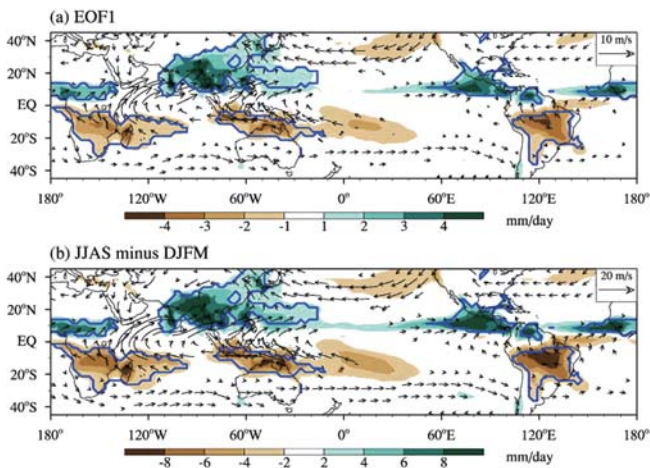 (a) EOF1
40°N
20°N
EQ
20°S
40°S
10 m/s
180° 120° 60°W 0° 60°E 120°E 180°
-4 -3 -2 -1 1 2 3 4 mm/day
(b) JJAS minus DJFM
40°N
20°N
EQ
20°S
40°S
20 m/s
180° 120° 60°W 0° 60°E 120°E 180°
-8 -6 -4 -2 2 4 6 8 mm/day